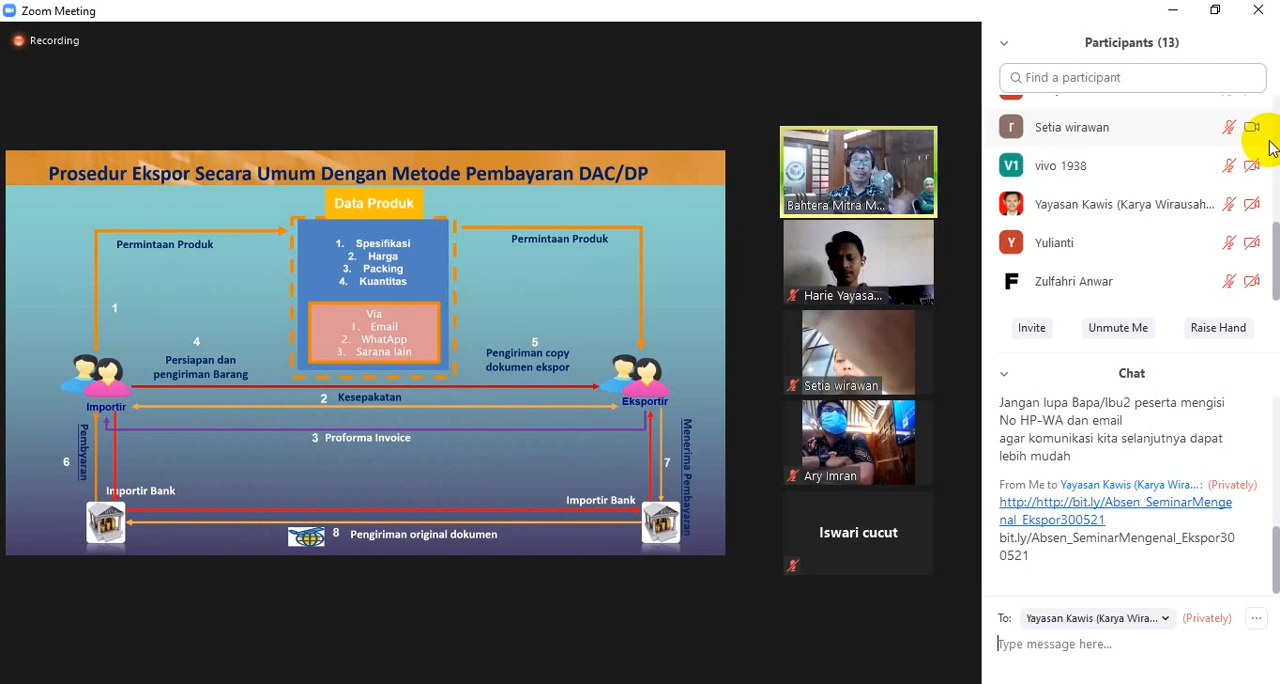 Zoom Meeting
Recording
Prosedur Ekspor Secara Umum Dengan Metode Pembayaran DAC/DP
Data Produk
Permintaan Produk
1. Spesifikasi
2. Harga
3. Packing
4. Kuantitas
Permintaan Produk
1
Via
1. Email
2. WhatApp
3. Sarana lain
4
Persiapan dan
pengiriman Barang
5
Pengiriman copy
dokumen ekspor
Importir
2 Kesepakatan
Eksportir
3 Proforma Invoice
Pembyaran
6
7
Menerima Pembayaran
Importir Bank
Importir Bank
8 Pengiriman original dokumen
Bahtera Mitra M...
Harie Yayasa...
Setia wirawan
Ary Imran
Iswari cucut
Participants (13)
Find a participant
r Setia wirawan
V1 vivo 1938
Yayasan Kawis (Karya Wirausah...
Y Yulianti
F Zulfahri Anwar
Invite
Unmute Me
Raise Hand
Chat
Jangan lupa Bapa/Ibu2 peserta mengisi
No HP-WA dan email
agar komunikasi kita selanjutnya dapat
lebih mudah
From Me to Yayasan Kawis (Karya Wira...: (Privately)
http://http://bit.ly/Absen_SeminarMenge
nal_Ekspor300521
bit.ly/Absen_SeminarMengenal_Ekspor30
0521
To: Yayasan Kawis (Karya Wira... (Privately)
Type message here...